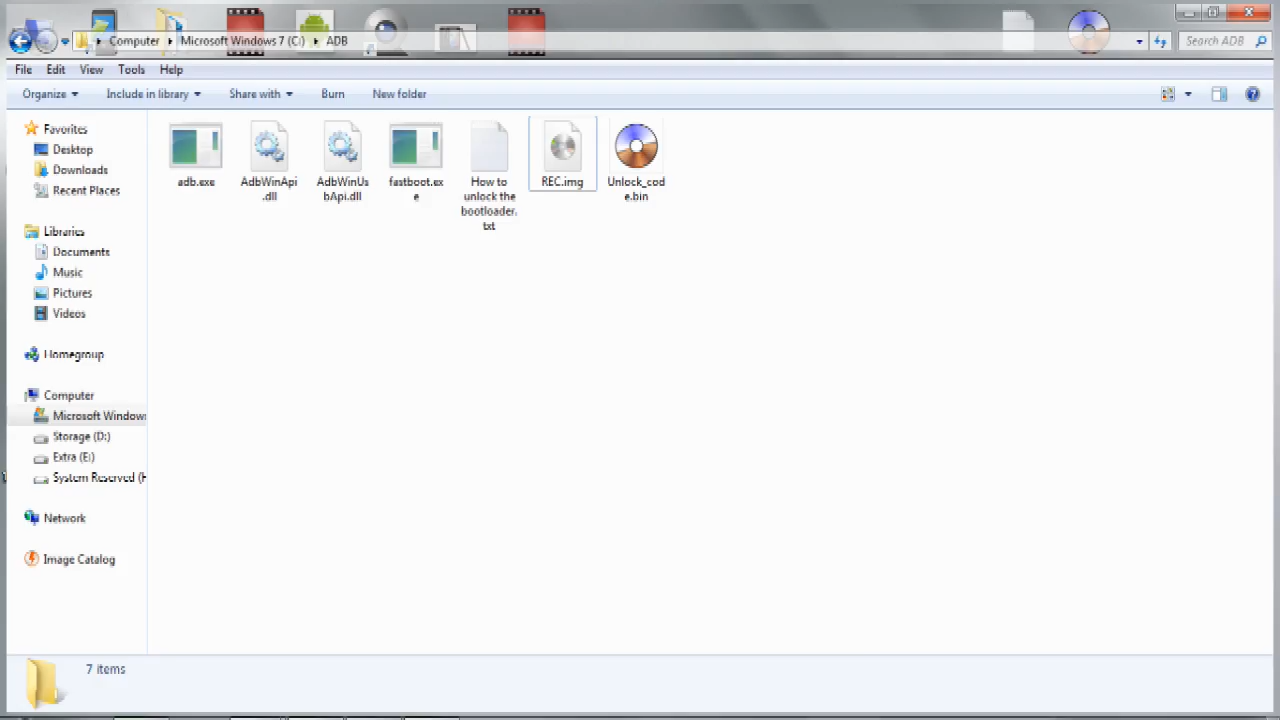 Computer Microsoft Windows 7 (C:) ADB
Search ADB
File Edit View Tools Help
Organize Include in library Share with Burn New folder
Favorites
Desktop
Downloads
Recent Places
Libraries
Documents
Music
Pictures
Videos
Homegroup
Computer
Microsoft Window
Storage (D:)
Extra (E:)
System Reserved (H
Network
Image Catalog
adb.exe
AdbWinApi
.dll
AdbWinUs
bApi.dll
fastboot.ex
e
How to
unlock the
bootloader.
txt
REC.img
Unlock_cod
e.bin
7 items